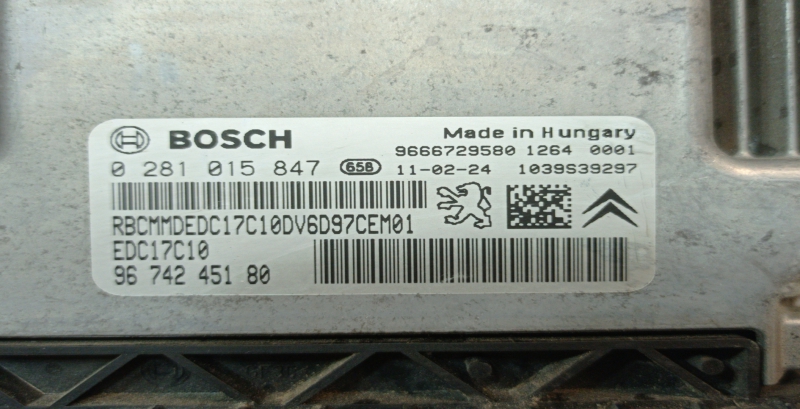 BOSCH
Made in Hungary
9666729580 1264 0001
0 281 015 847 658 11-02-24 1039S39297
RBCMMDEDC17C10DV6D97CEM01
EDC17C10
96 742 451 80